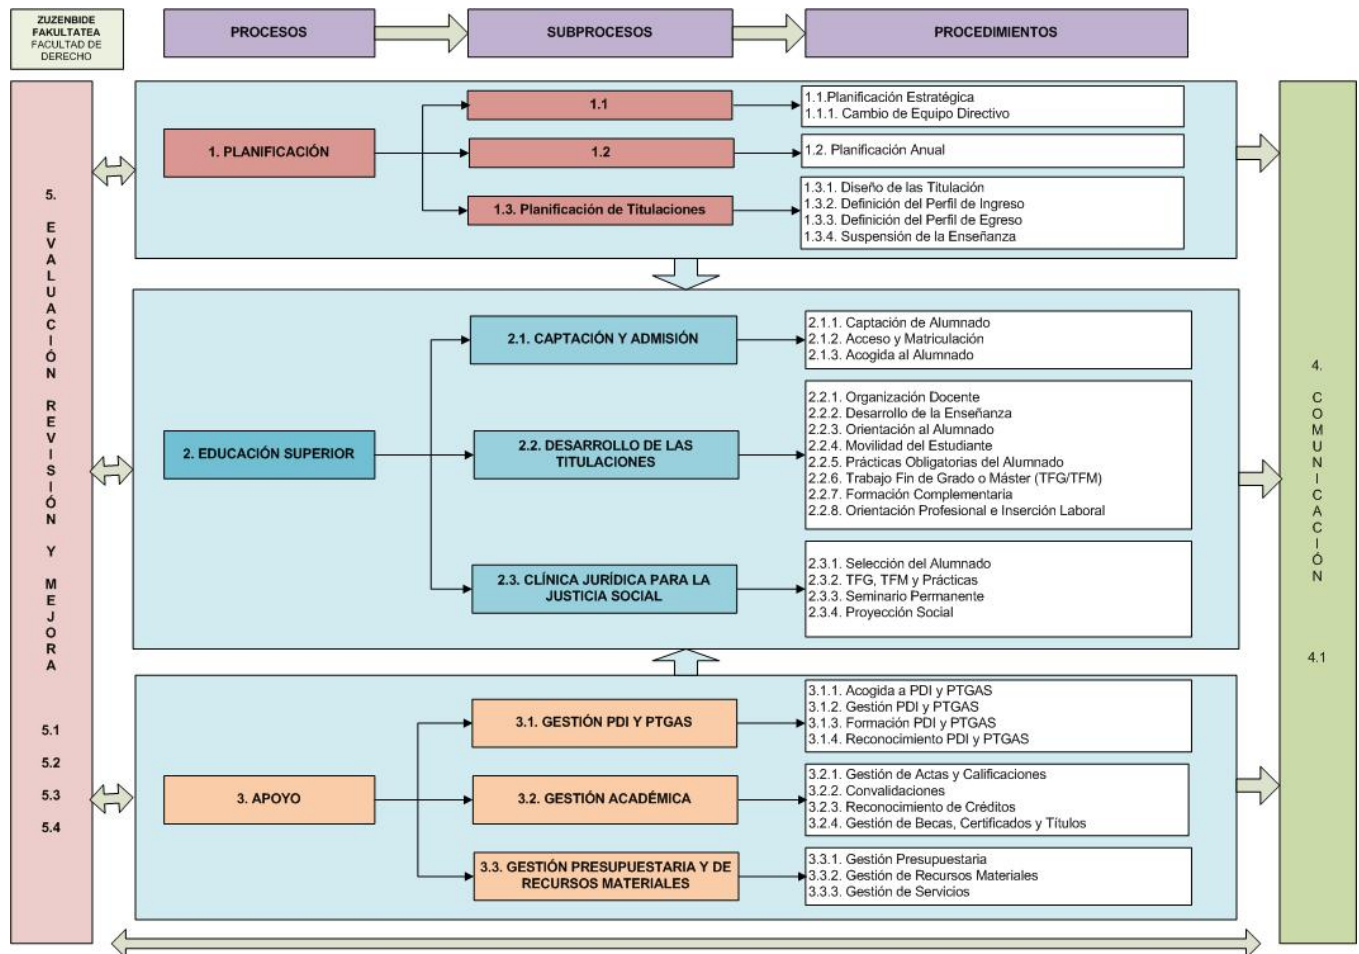 ZUZENBIDE
FAKULTATEA
FACULTAD DE
DERECHO
PROCESOS
SUBPROCESOS
PROCEDIMIENTOS
5. EVALUACIÓN REVISIÓN Y MEJORA
5.1
5.2
5.3
5.4
1. PLANIFICACIÓN
1.1
1.1.Planificación Estratégica
1.1.1. Cambio de Equipo Directivo
1.2
1.2. Planificación Anual
1.3. Planificación de Titulaciones
1.3.1. Diseño de las Titulación
1.3.2. Definición del Perfil de Ingreso
1.3.3. Definición del Perfil de Egreso
1.3.4. Suspensión de la Enseñanza
2. EDUCACIÓN SUPERIOR
2.1. CAPTACIÓN Y ADMISIÓN
2.1.1. Captación de Alumnado
2.1.2. Acceso y Matriculación
2.1.3. Acogida al Alumnado
2.2. DESARROLLO DE LAS
TITULACIONES
2.2.1. Organización Docente
2.2.2. Desarrollo de la Enseñanza
2.2.3. Orientación al Alumnado
2.2.4. Movilidad del Estudiante
2.2.5. Prácticas Obligatorias del Alumnado
2.2.6. Trabajo Fin de Grado o Máster (TFG/TFM)
2.2.7. Formación Complementaria
2.2.8. Orientación Profesional e Inserción Laboral
2.3. CLÍNICA JURÍDICA PARA LA
JUSTICIA SOCIAL
2.3.1. Selección del Alumnado
2.3.2. TFG, TFM y Prácticas
2.3.3. Seminario Permanente
2.3.4. Proyección Social
3. APOYO
3.1. GESTIÓN PDI Y PTGAS
3.1.1. Acogida a PDI y PTGAS
3.1.2. Gestión PDI y PTGAS
3.1.3. Formación PDI y PTGAS
3.1.4. Reconocimiento PDI y PTGAS
3.2. GESTIÓN ACADÉMICA
3.2.1. Gestión de Actas y Calificaciones
3.2.2. Convalidaciones
3.2.3. Reconocimiento de Créditos
3.2.4. Gestión de Becas, Certificados y Títulos
3.3. GESTIÓN PRESUPUESTARIA Y DE
RECURSOS MATERIALES
3.3.1. Gestión Presupuestaria
3.3.2. Gestión de Recursos Materiales
3.3.3. Gestión de Servicios
4. COMUNICACIÓN
4.1